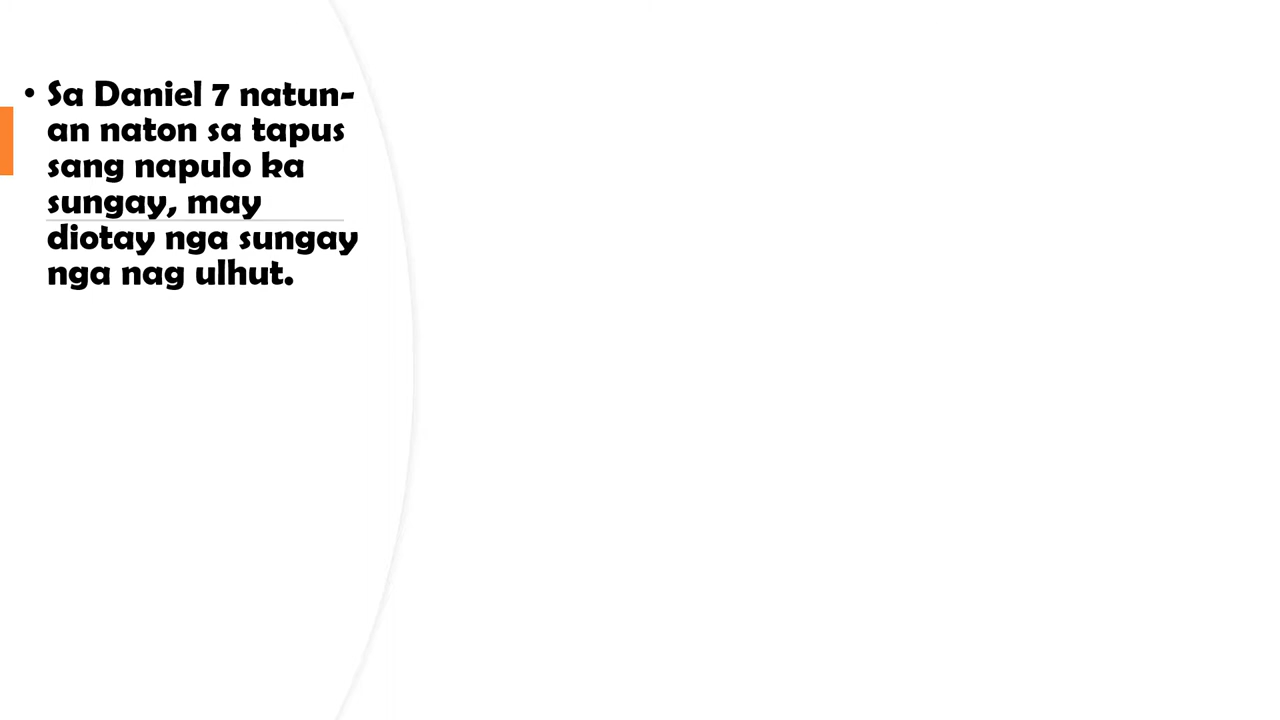 • Sa Daniel 7 natun-
an naton sa tapus
sang napulo ka
sungay, may
diotay nga sungay
nga nag ulhut.